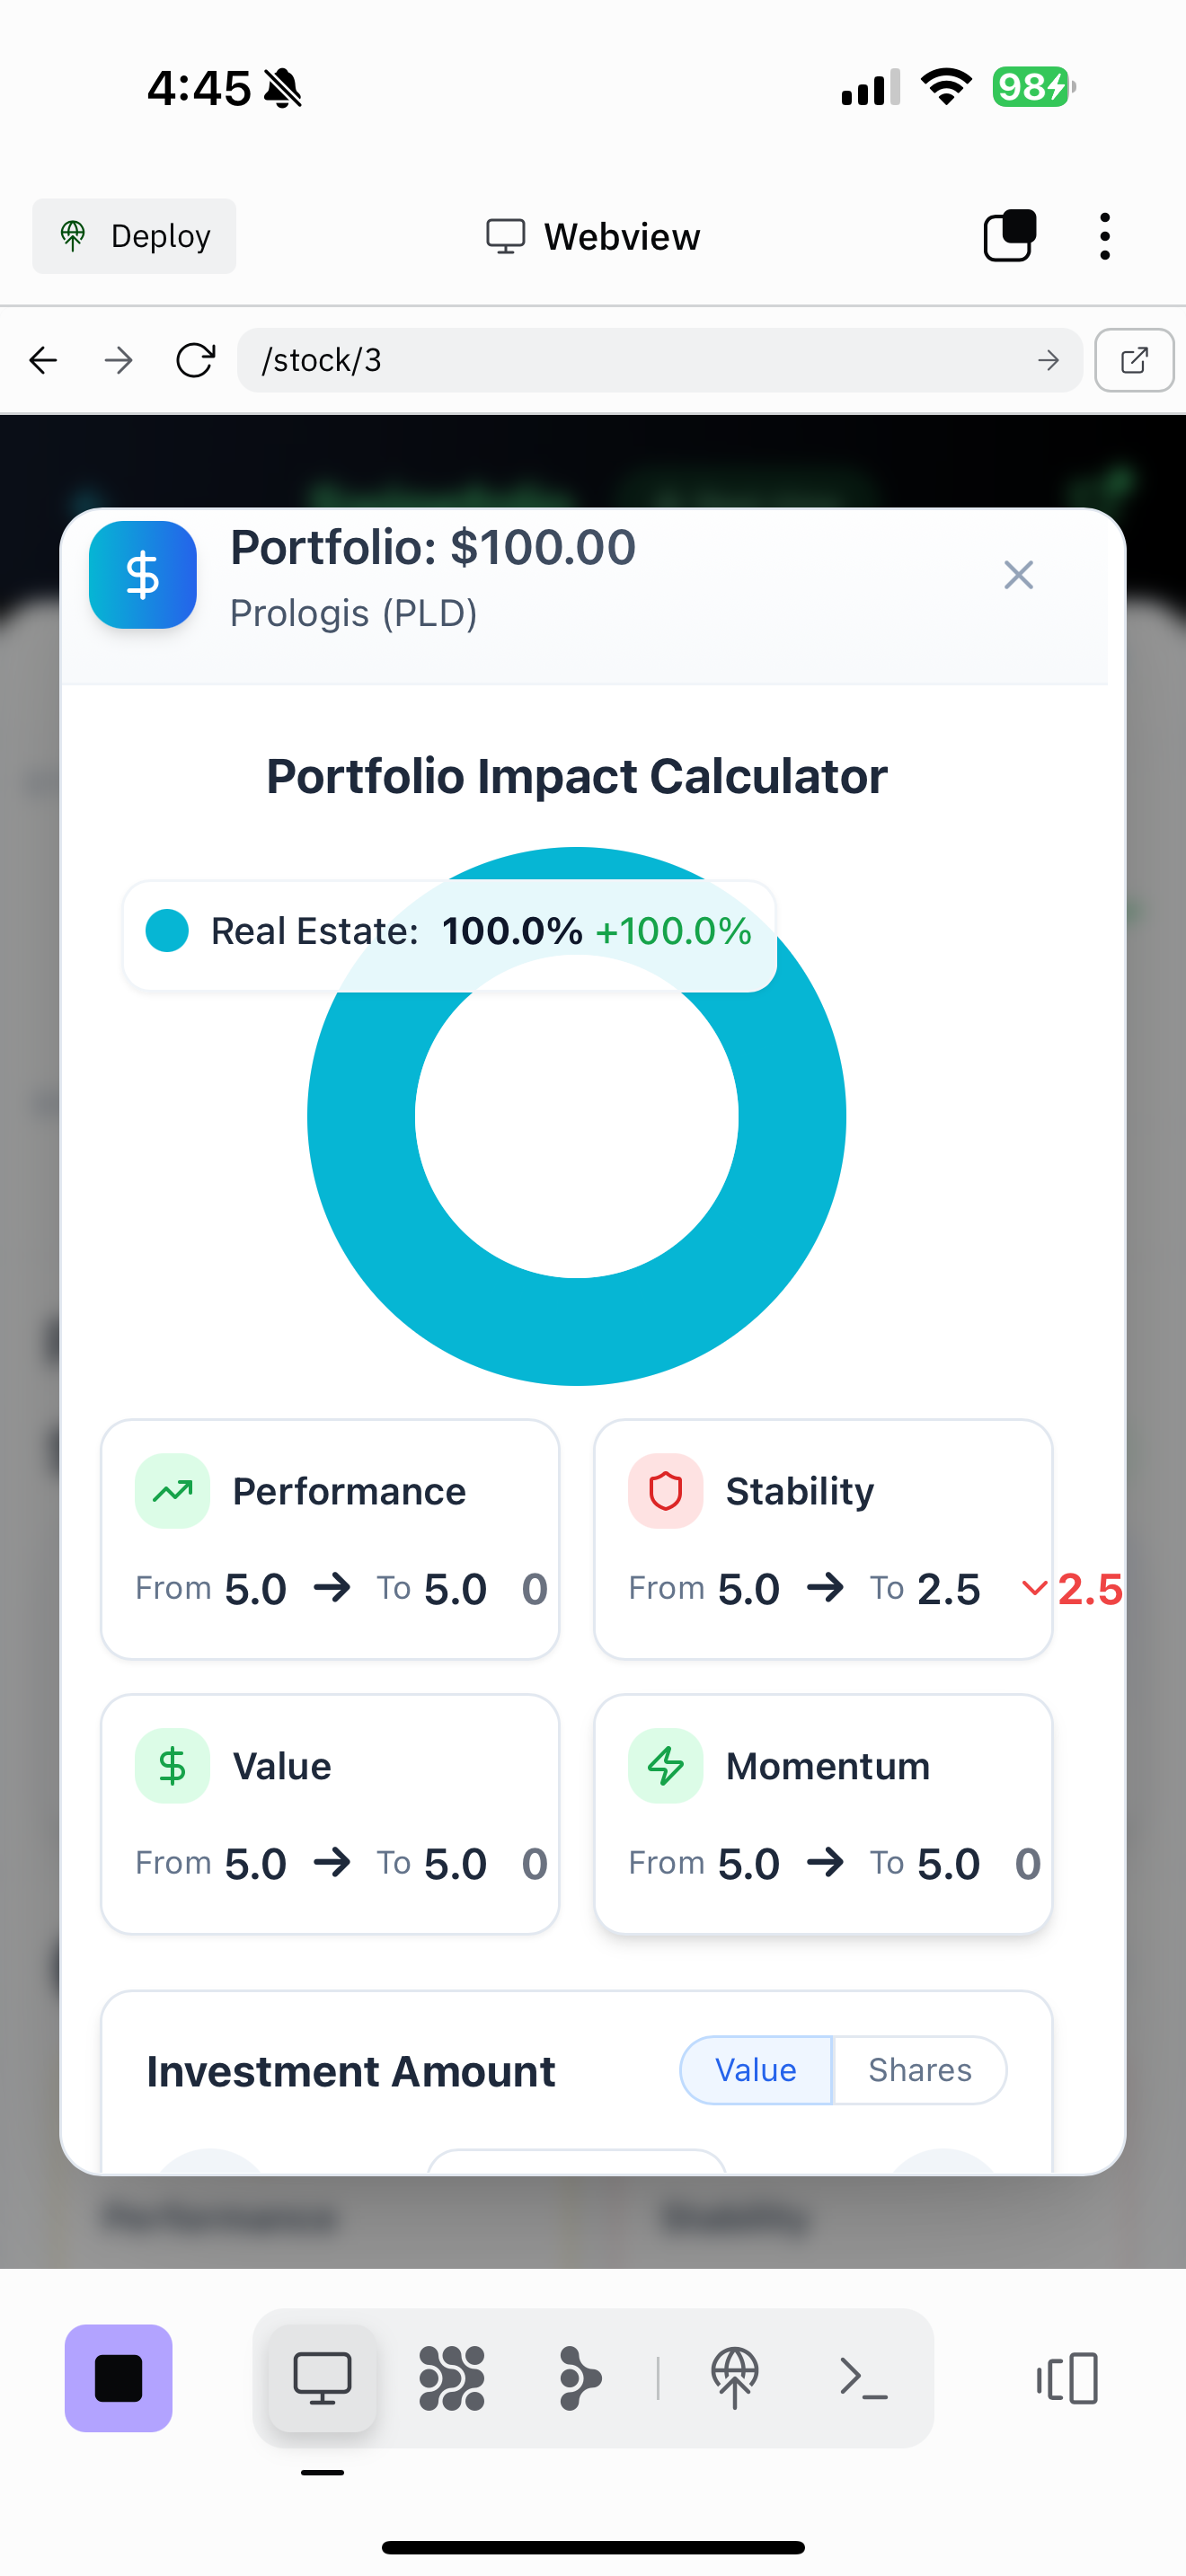 4:45
98
Deploy
Webview
/stock/3
Portfolio: $100.00
Prologis (PLD)
Portfolio Impact Calculator
Real Estate: 100.0% +100.0%
Performance
From 5.0 → To 5.0 0
Stability
From 5.0 → To 2.5 2.5
Value
From 5.0 → To 5.0 0
Momentum
From 5.0 → To 5.0 0
Investment Amount
Value
Shares
Performance
Stability